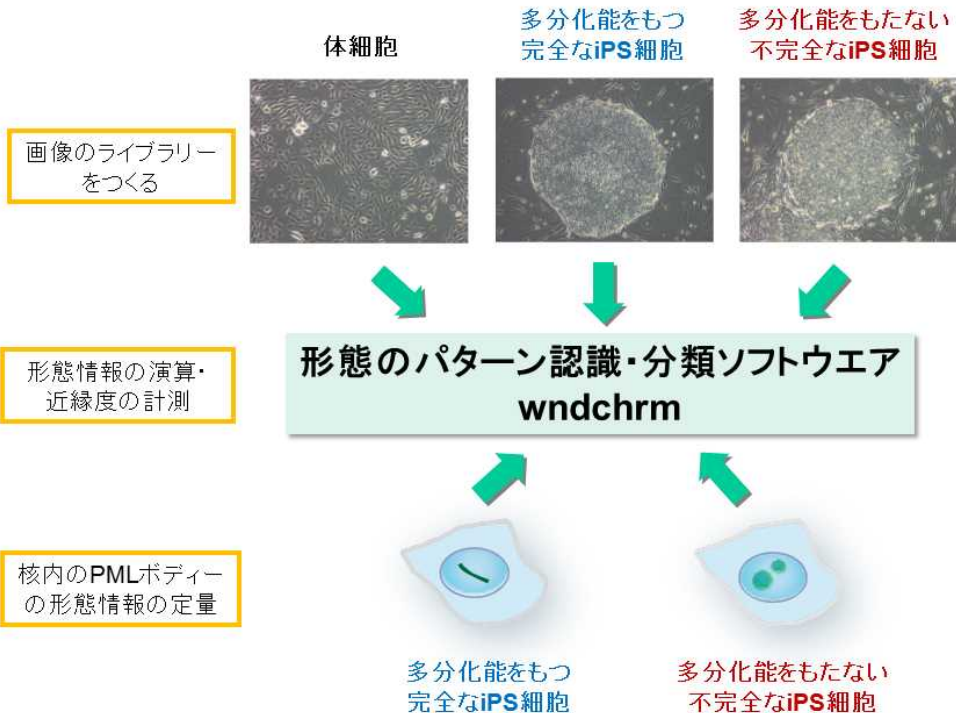 体細胞
多分化能をもつ
完全なiPS細胞
多分化能をもたない
不完全なiPS細胞
画像のライブラリー
をつくる
形態情報の演算・
近縁度の計測
形態のパターン認識・分類ソフトウエア
wndchrm
核内のPMLボディー
の形態情報の定量
多分化能をもつ
完全なiPS細胞
多分化能をもたない
不完全なiPS細胞